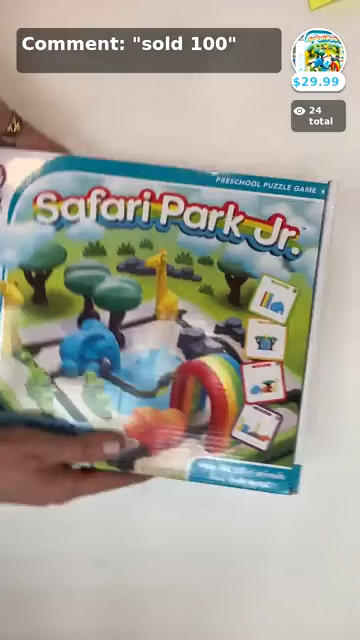 Comment: "sold 100"
$29.99
24
total
PRESCHOOL PUZZLE GAME
Safari Park Jr.